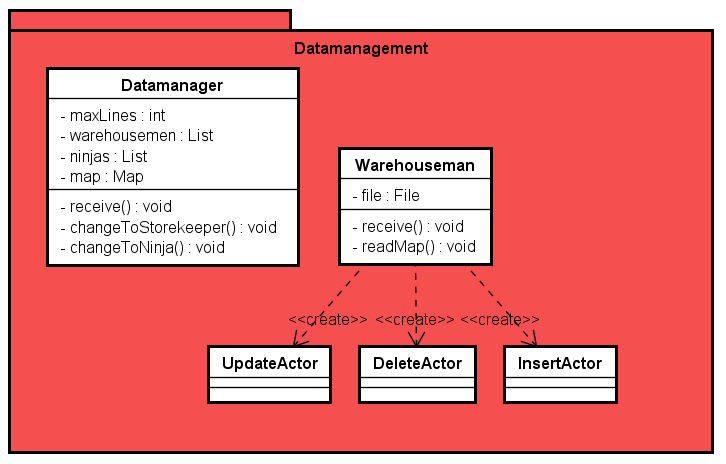 Datamanagement
Datamanager
- maxLines : int
- warehousemen : List
- ninjas : List
- map : Map
- receive() : void
- changeToStorekeeper() : void
- changeToNinja() : void
Warehouseman
- file : File
- receive() : void
- readMap() : void
<<create>> <<create>> <<create>>
UpdateActor DeleteActor InsertActor